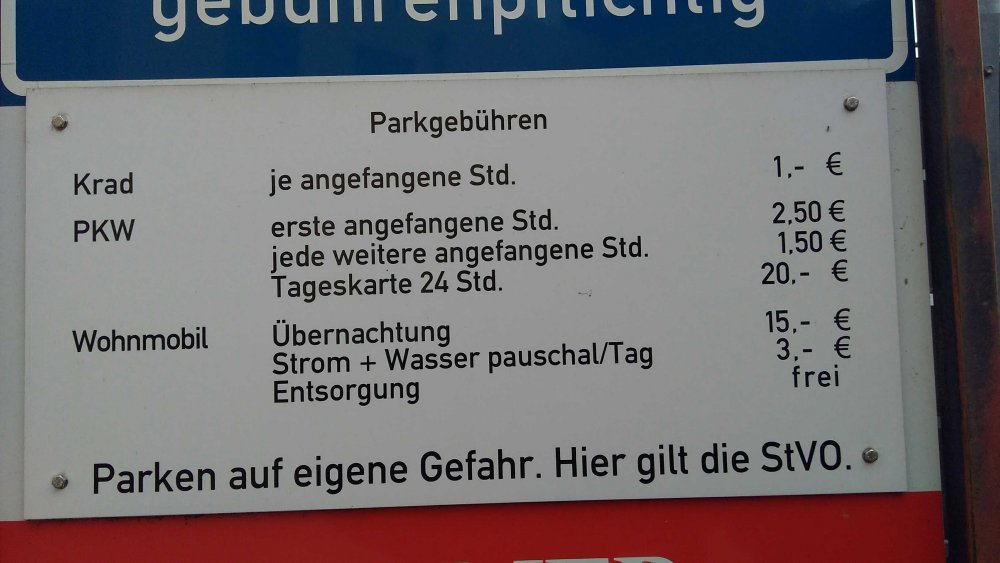 gebührenpflichtig
Parkgebühren
Krad je angefangene Std. 1,- €
PKW erste angefangene Std. 2,50 €
jede weitere angefangene Std. 1,50 €
Tageskarte 24 Std. 20,- €
Wohnmobil Übernachtung 15,- €
Strom + Wasser pauschal/Tag 3,- €
Entsorgung frei
Parken auf eigene Gefahr. Hier gilt die StVO.